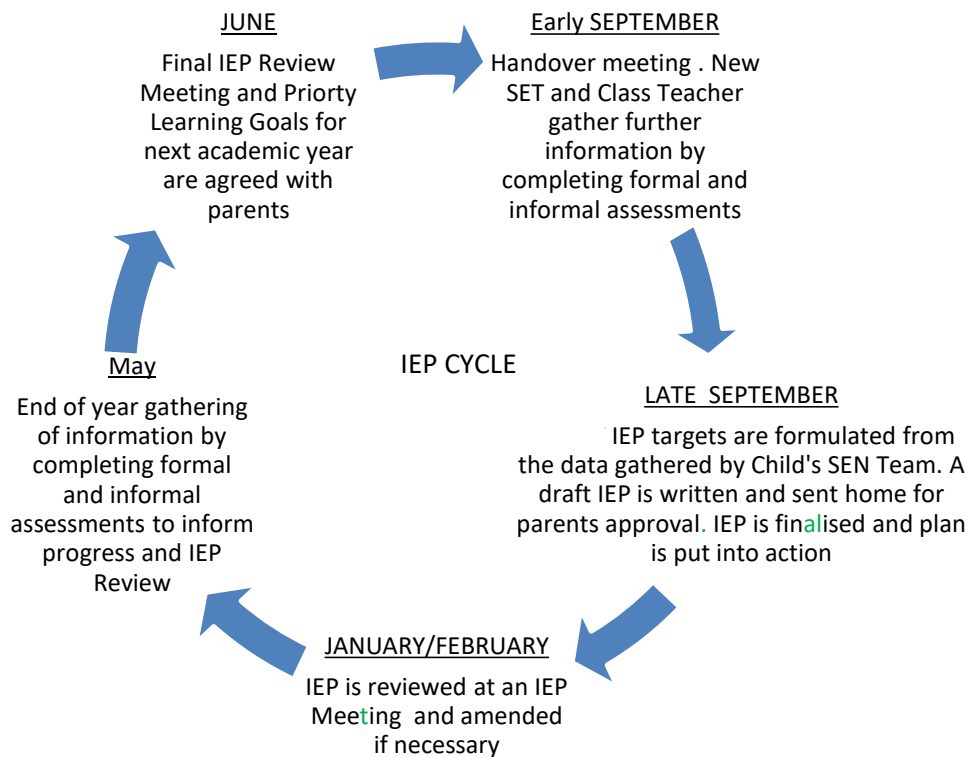 JUNE
Final IEP Review
Meeting and Priorty
Learning Goals for
next academic year
are agreed with
parents
Early SEPTEMBER
Handover meeting . New
SET and Class Teacher
gather further
information by
completing formal and
informal assessments
LATE  SEPTEMBER
IEP targets are formulated from
the data gathered by Child's SEN Team. A
draft IEP is written and sent home for
parents approval. IEP is finalised and plan
is put into action
JANUARY/FEBRUARY
IEP is reviewed at an IEP
Meeting  and amended
if necessary
May
End of year gathering
of information by
completing formal
and informal
assessments to inform
progress and IEP
Review
IEP CYCLE